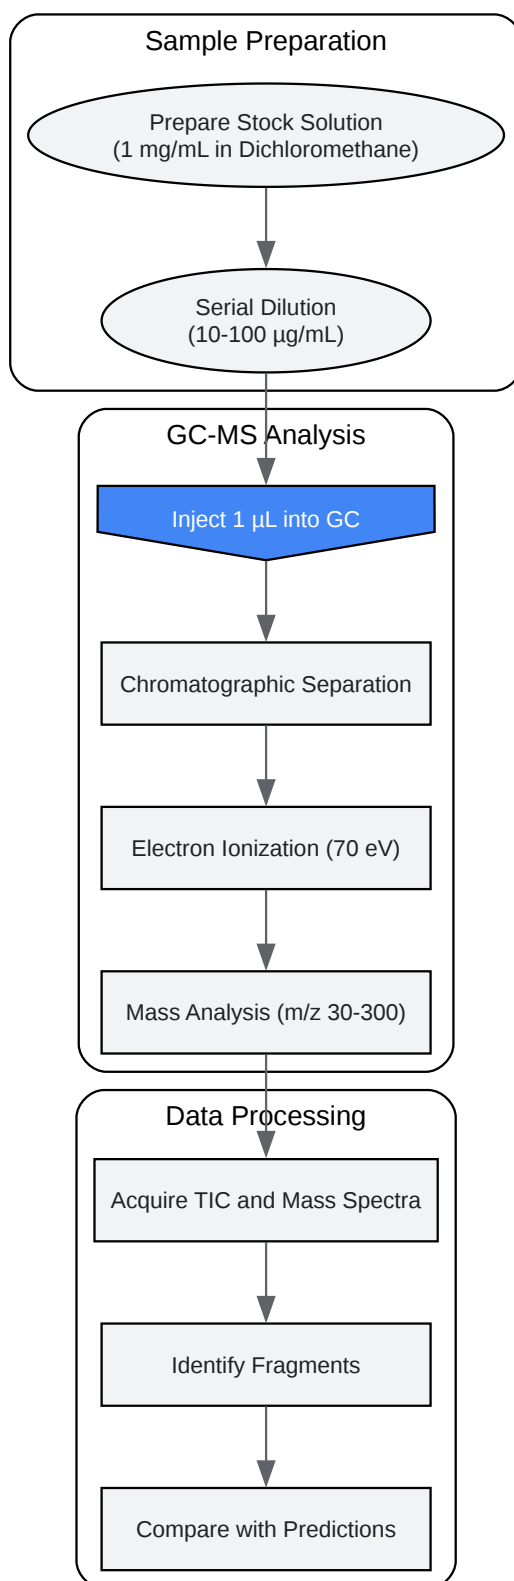 Sample Preparation
Prepare Stock Solution
(1 mg/mL in Dichloromethane)
Serial Dilution
(10-100 µg/mL)
GC-MS Analysis
Inject 1 µL into GC
Chromatographic Separation
Electron Ionization (70 eV)
Mass Analysis (m/z 30-300)
Data Processing
Acquire TIC and Mass Spectra
Identify Fragments
Compare with Predictions